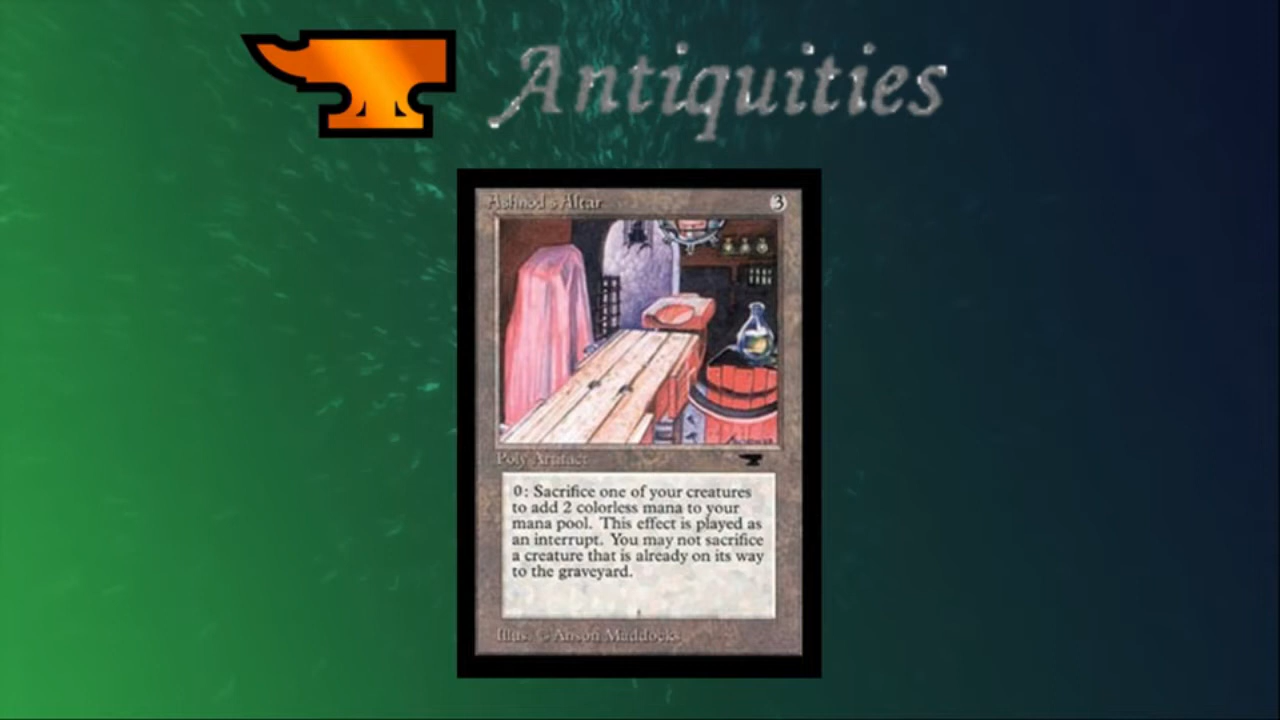 Antiquities
Ashnod's Altar 3
Poly Artifact
0: Sacrifice one of your creatures
to add 2 colorless mana to your
mana pool. This effect is played as
an interrupt. You may not sacrifice
a creature that is already on its way
to the graveyard.
Illus. © Anson Maddocks